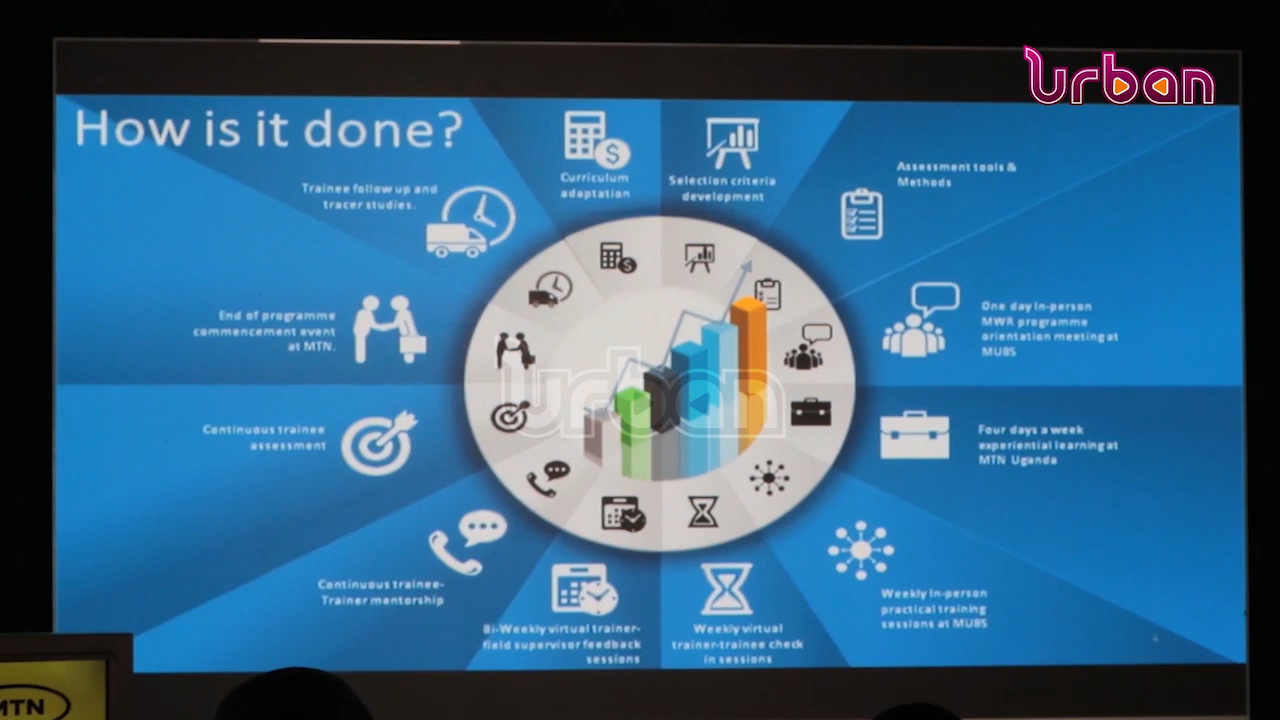 urban
How is it done?
Curriculum
adaptation
Selection criteria
development
Assessment tools &
Methods
One day In-person
MWR programme
orientation meeting at
MUBS
Four days a week
experiential learning at
MTN Uganda
Weekly In-person
practical training
sessions at MUBS
Weekly virtual
trainer-trainee check
in sessions
Bi-Weekly virtual trainer-
field supervisor feedback
sessions
Continuous trainee-
Trainer mentorship
Continuous trainee
assessment
End of programme
commencement event
at MTN.
Trainee follow up and
tracer studies.
urban
4
MTN